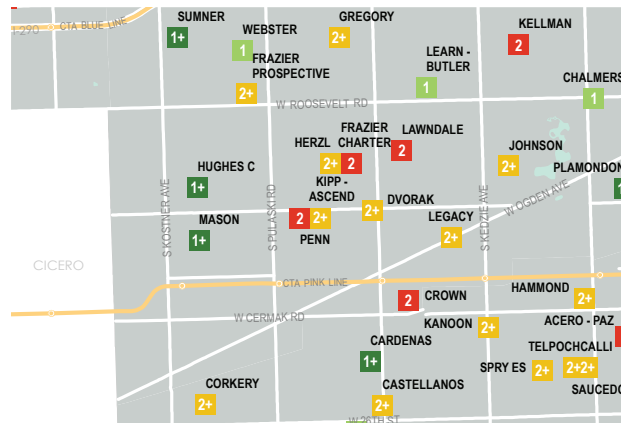 SUMNER
1+
I-290
CTA BLUE LINE
WEBSTER
1
GREGORY
2+
KELLMAN
2
FRAZIER
PROSPECTIVE
2+
LEARN -
BUTLER
1
CHALMERS
1
W ROOSEVELT RD
HERZL
2+
FRAZIER
CHARTER
2
LAWNDALE
2
JOHNSON
2+
PLAMONDON
1
HUGHES C
1+
KIPP -
ASCEND
2
2+
PENN
DVORAK
2+
LEGACY
2+
W OGDEN AVE
S KOSTNER AVE
S PULASKI RD
S KEDZIE AVE
MASON
1+
CICERO
CTA PINK LINE
CROWN
2
HAMMOND
2+
W CERMAK RD
KANOON
2+
ACERO - PAZ
CARDENAS
1+
TELPOCHCALLI
2+2+
SPRY ES
2+
SAUCEDO
CORKERY
2+
CASTELLANOS
2+
W 26TH ST